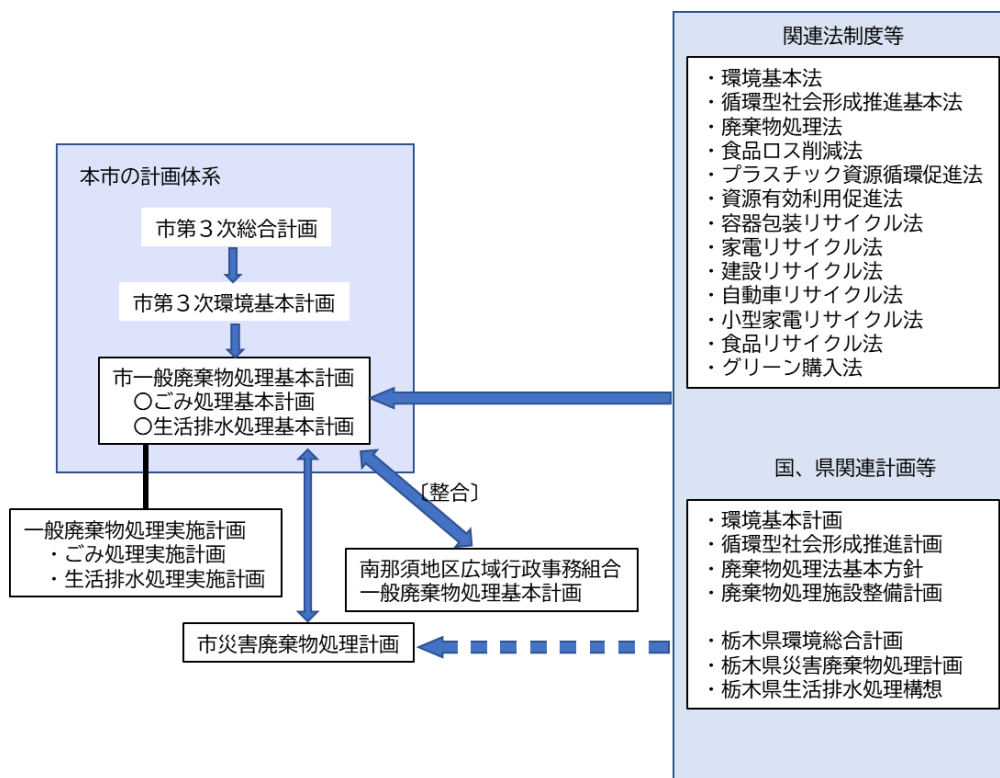 本市の計画体系
市第３次総合計画
市第３次環境基本計画
市一般廃棄物処理基本計画
〇ごみ処理基本計画
〇生活排水処理基本計画
〔整合〕
一般廃棄物処理実施計画
・ごみ処理実施計画
・生活排水処理実施計画
南那須地区広域行政事務組合
一般廃棄物処理基本計画
市災害廃棄物処理計画
関連法制度等
・環境基本法
・循環型社会形成推進基本法
・廃棄物処理法
・食品ロス削減法
・プラスチック資源循環促進法
・資源有効利用促進法
・容器包装リサイクル法
・家電リサイクル法
・建設リサイクル法
・自動車リサイクル法
・小型家電リサイクル法
・食品リサイクル法
・グリーン購入法
国、県関連計画等
・環境基本計画
・循環型社会形成推進計画
・廃棄物処理法基本方針
・廃棄物処理施設整備計画
・栃木県環境総合計画
・栃木県災害廃棄物処理計画
・栃木県生活排水処理構想